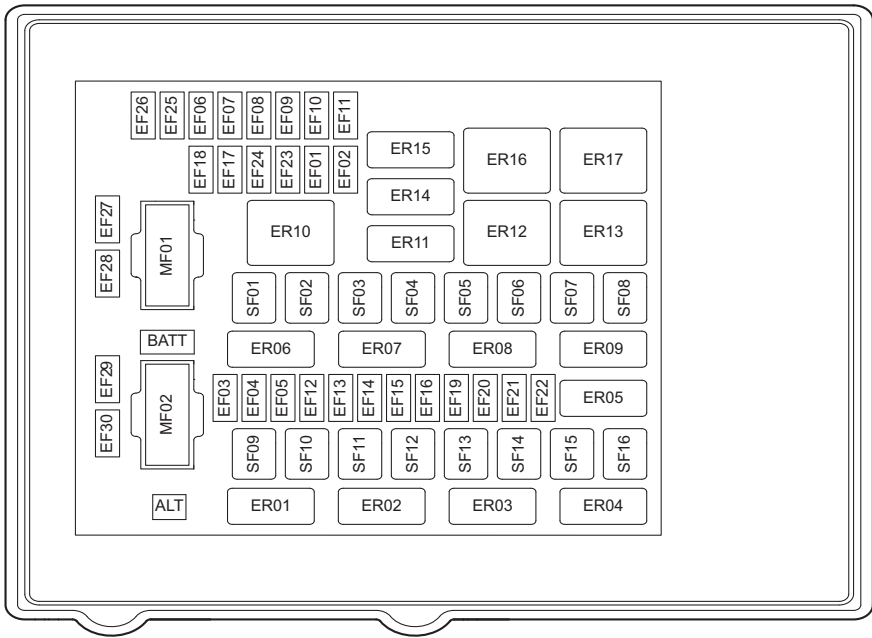 EF26 EF25 EF06 EF07 EF08 EF09 EF10 EF11
EF18 EF17 EF24 EF23 EF01 EF02
ER15 ER16 ER17
ER14
EF27 MF01 ER10 ER11 ER12 ER13
EF28
SF01 SF02 SF03 SF04 SF05 SF06 SF07 SF08
BATT ER06 ER07 ER08 ER09
EF29 EF03 EF04 EF05 EF12 EF13 EF14 EF15 EF16 EF19 EF20 EF21 EF22 ER05
EF30 MF02 SF09 SF10 SF11 SF12 SF13 SF14 SF15 SF16
ALT ER01 ER02 ER03 ER04